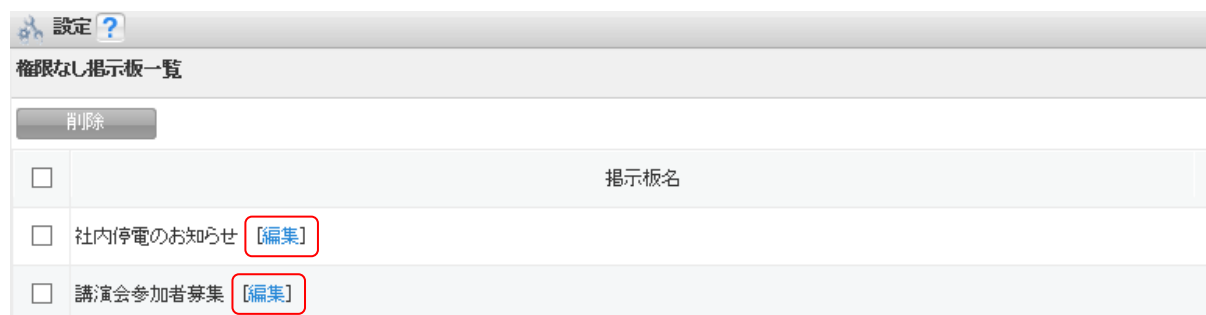 設定 ?
権限なし掲示板一覧
削除
掲示板名
社内停電のお知らせ [編集]
講演会参加者募集 [編集]